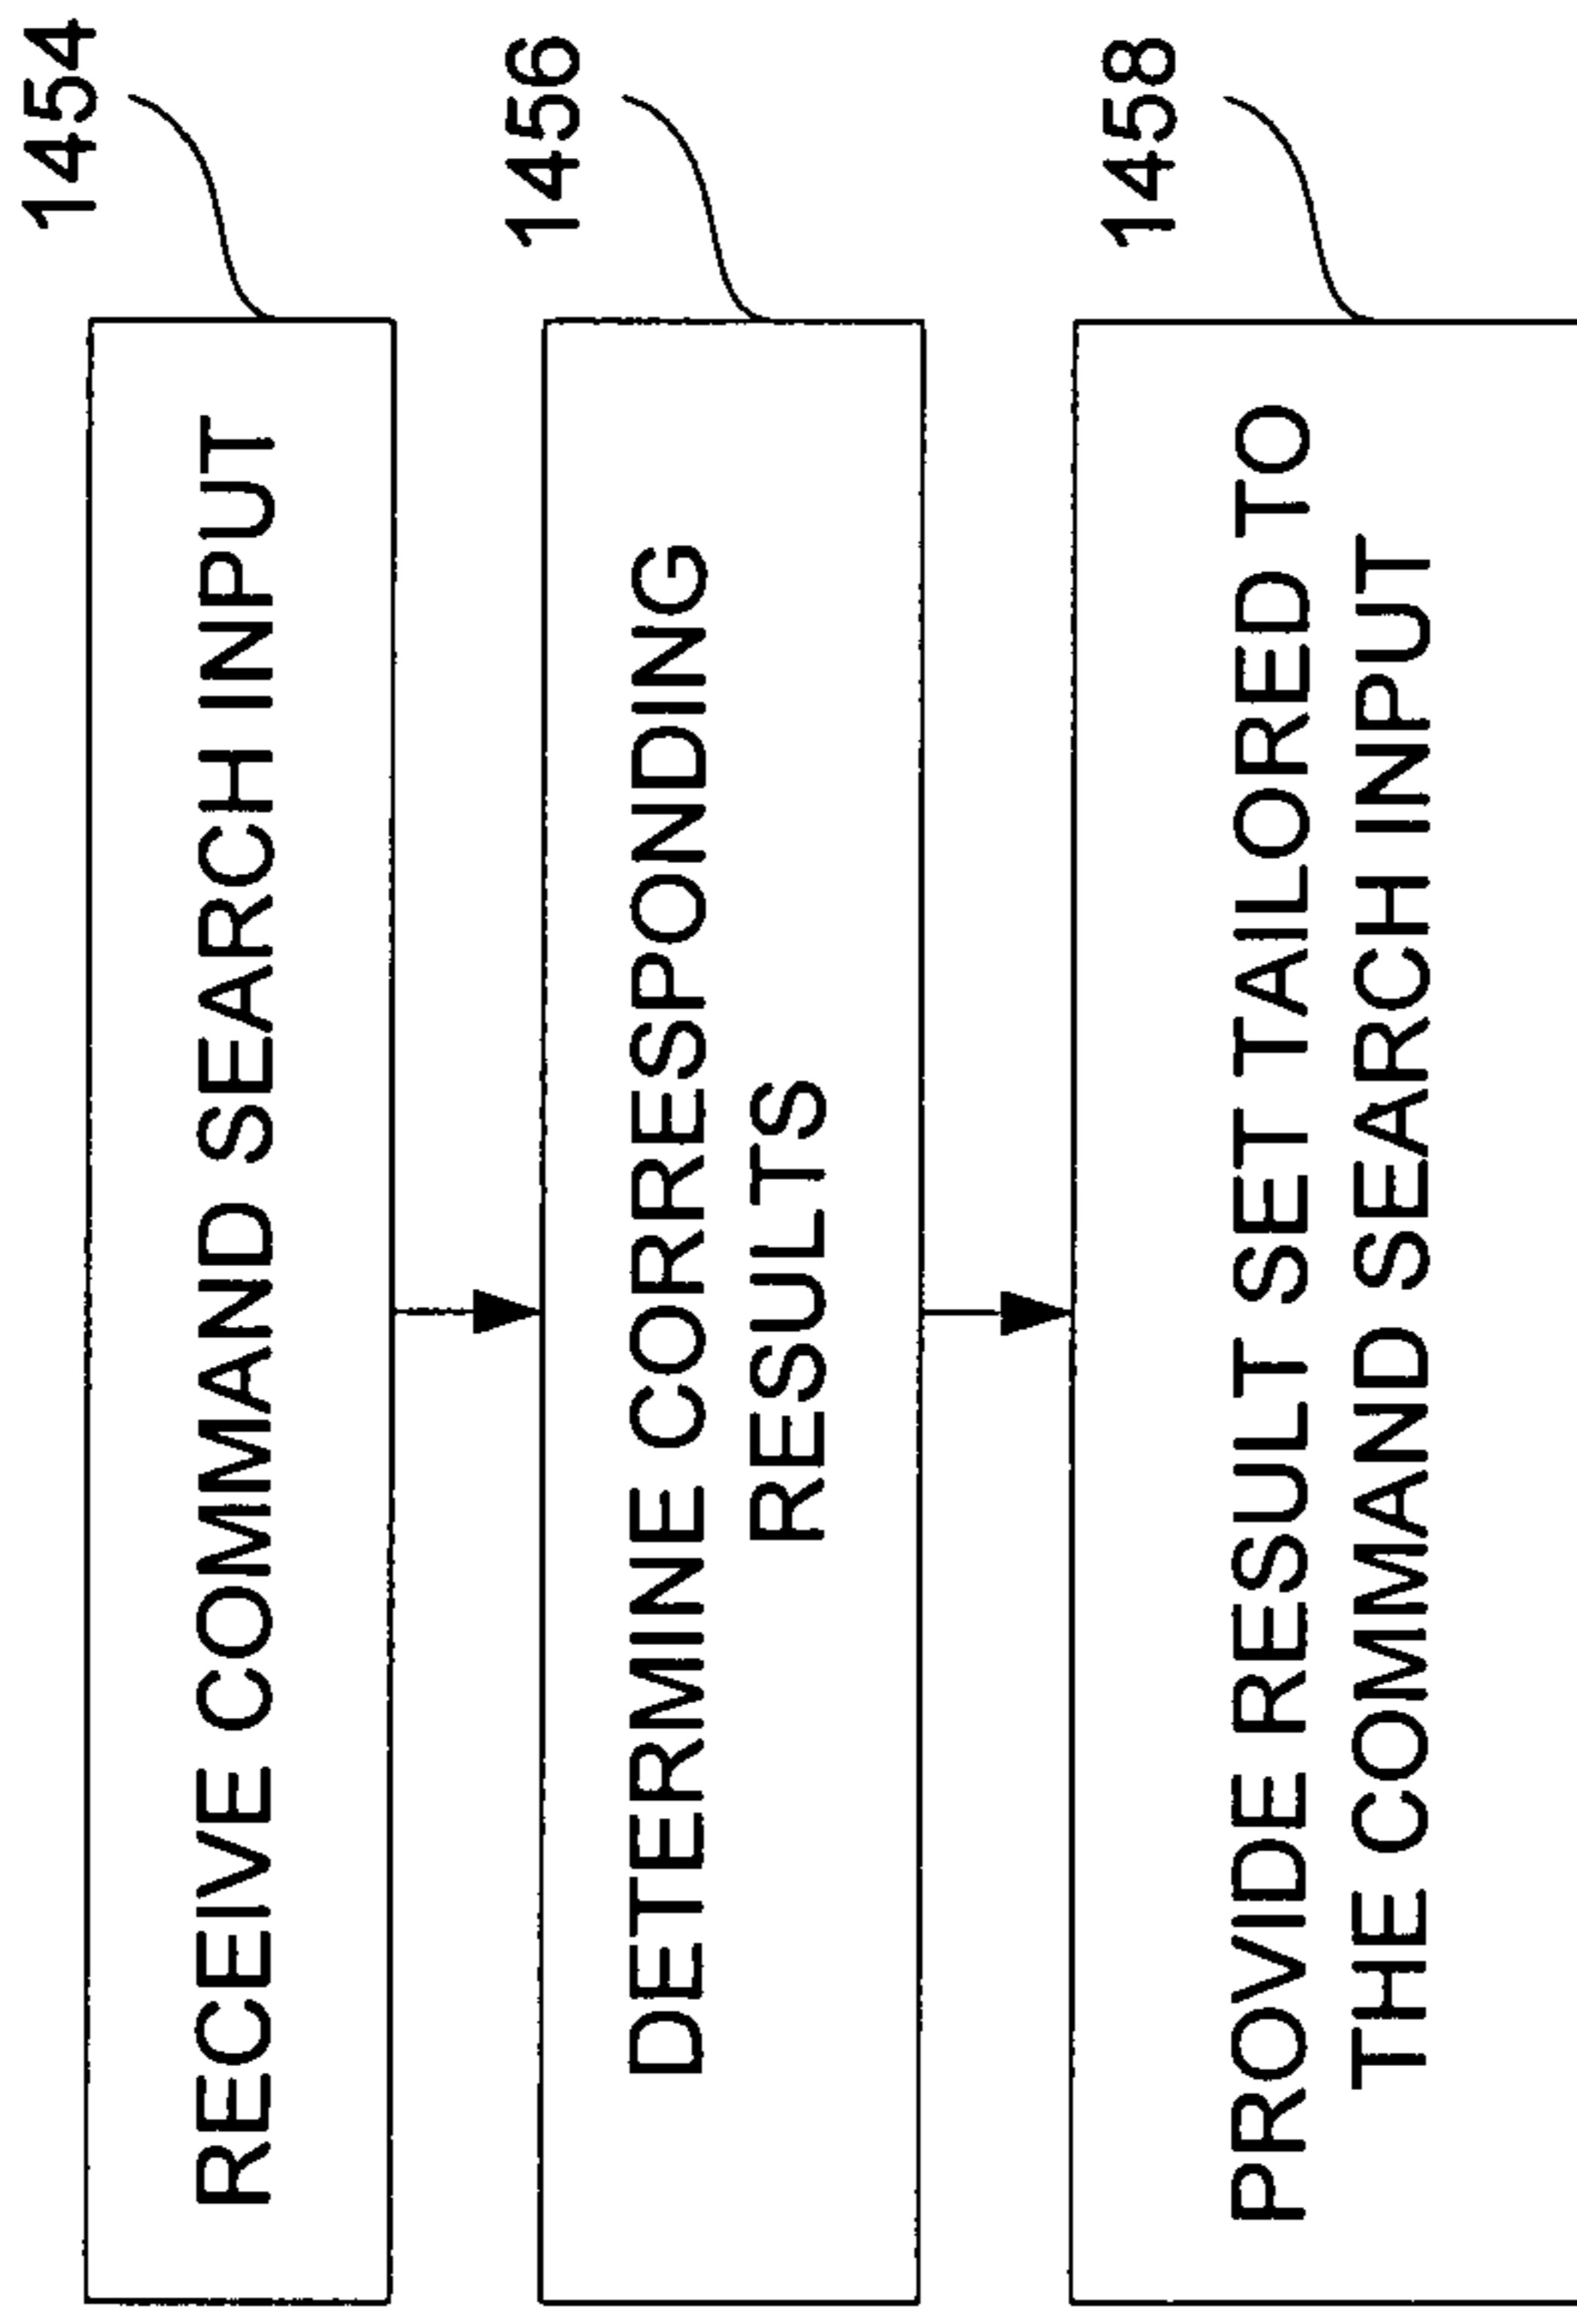 1454
RECEIVE COMMAND SEARCH INPUT
1456
DETERMINE CORRESPONDING
RESULTS
1458
PROVIDE RESULT SET TAILORED TO
THE COMMAND SEARCH INPUT